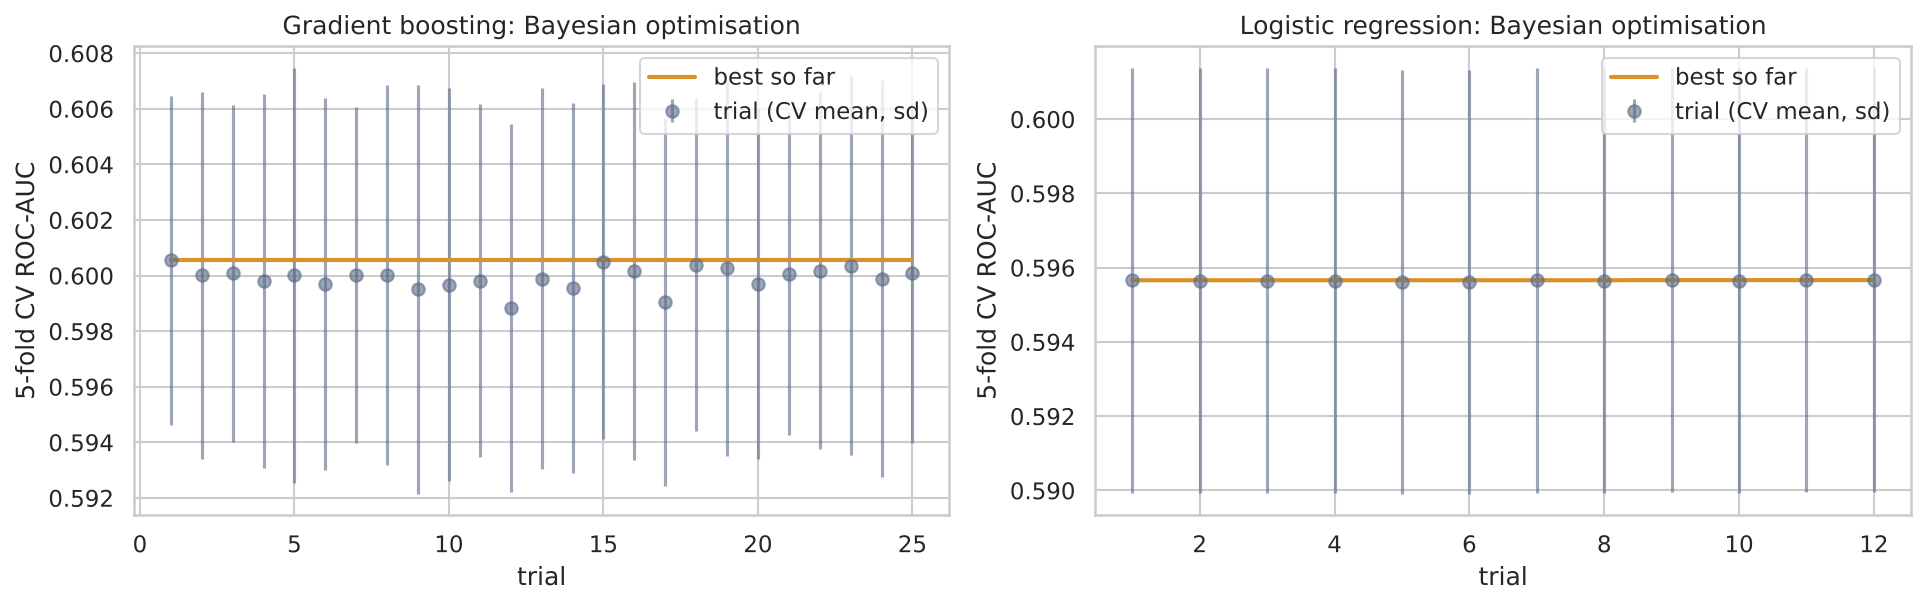 Gradient boosting: Bayesian optimisation
5-fold CV ROC-AUC
0.608
0.606
0.604
0.602
0.600
0.598
0.596
0.594
0.592
best so far
trial (CV mean, sd)
0
5
10
15
20
25
trial
Logistic regression: Bayesian optimisation
5-fold CV ROC-AUC
0.600
0.598
0.596
0.594
0.592
0.590
best so far
trial (CV mean, sd)
2
4
6
8
10
12
trial